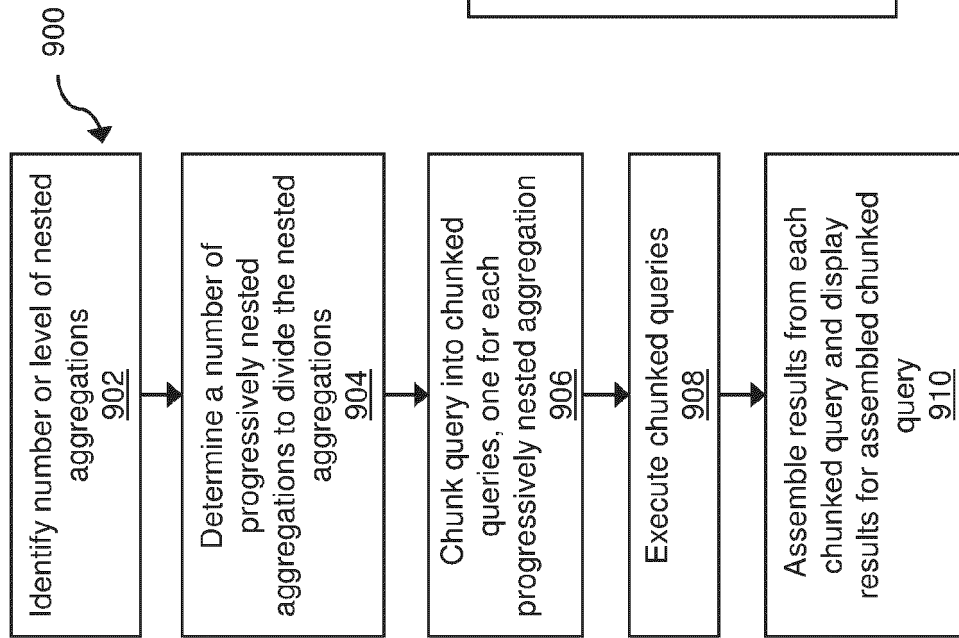 900
Identify number or level of nested
aggregations
902
Determine a number of
progressively nested
aggregations to divide the nested
aggregations
904
Chunk query into chunked
queries, one for each
progressively nested aggregation
906
Execute chunked queries
908
Assemble results from each
chunked query and display
results for assembled chunked
query
910